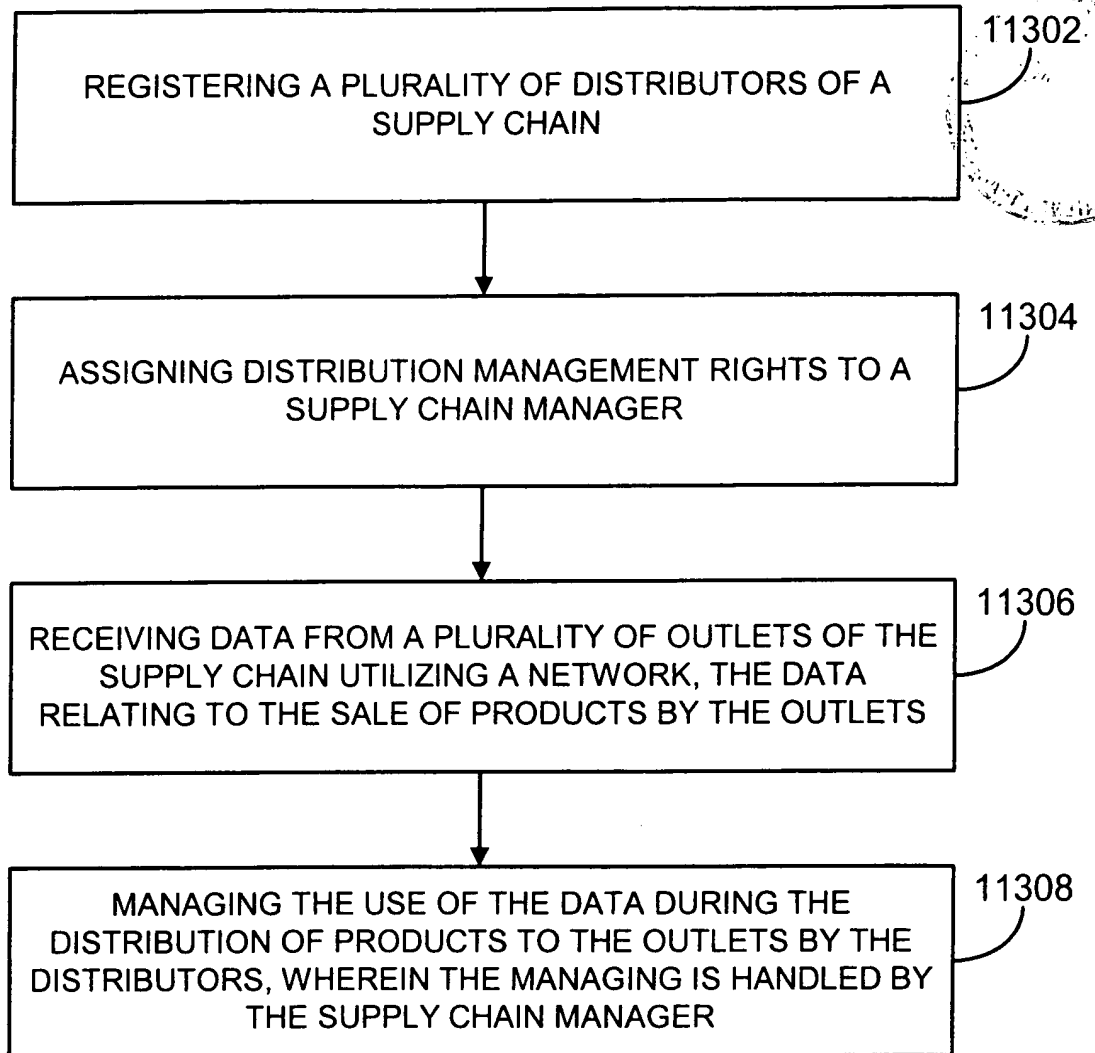 11302
REGISTERING A PLURALITY OF DISTRIBUTORS OF A
SUPPLY CHAIN
11304
ASSIGNING DISTRIBUTION MANAGEMENT RIGHTS TO A
SUPPLY CHAIN MANAGER
11306
RECEIVING DATA FROM A PLURALITY OF OUTLETS OF THE
SUPPLY CHAIN UTILIZING A NETWORK, THE DATA
RELATING TO THE SALE OF PRODUCTS BY THE OUTLETS
11308
MANAGING THE USE OF THE DATA DURING THE
DISTRIBUTION OF PRODUCTS TO THE OUTLETS BY THE
DISTRIBUTORS, WHEREIN THE MANAGING IS HANDLED BY
THE SUPPLY CHAIN MANAGER